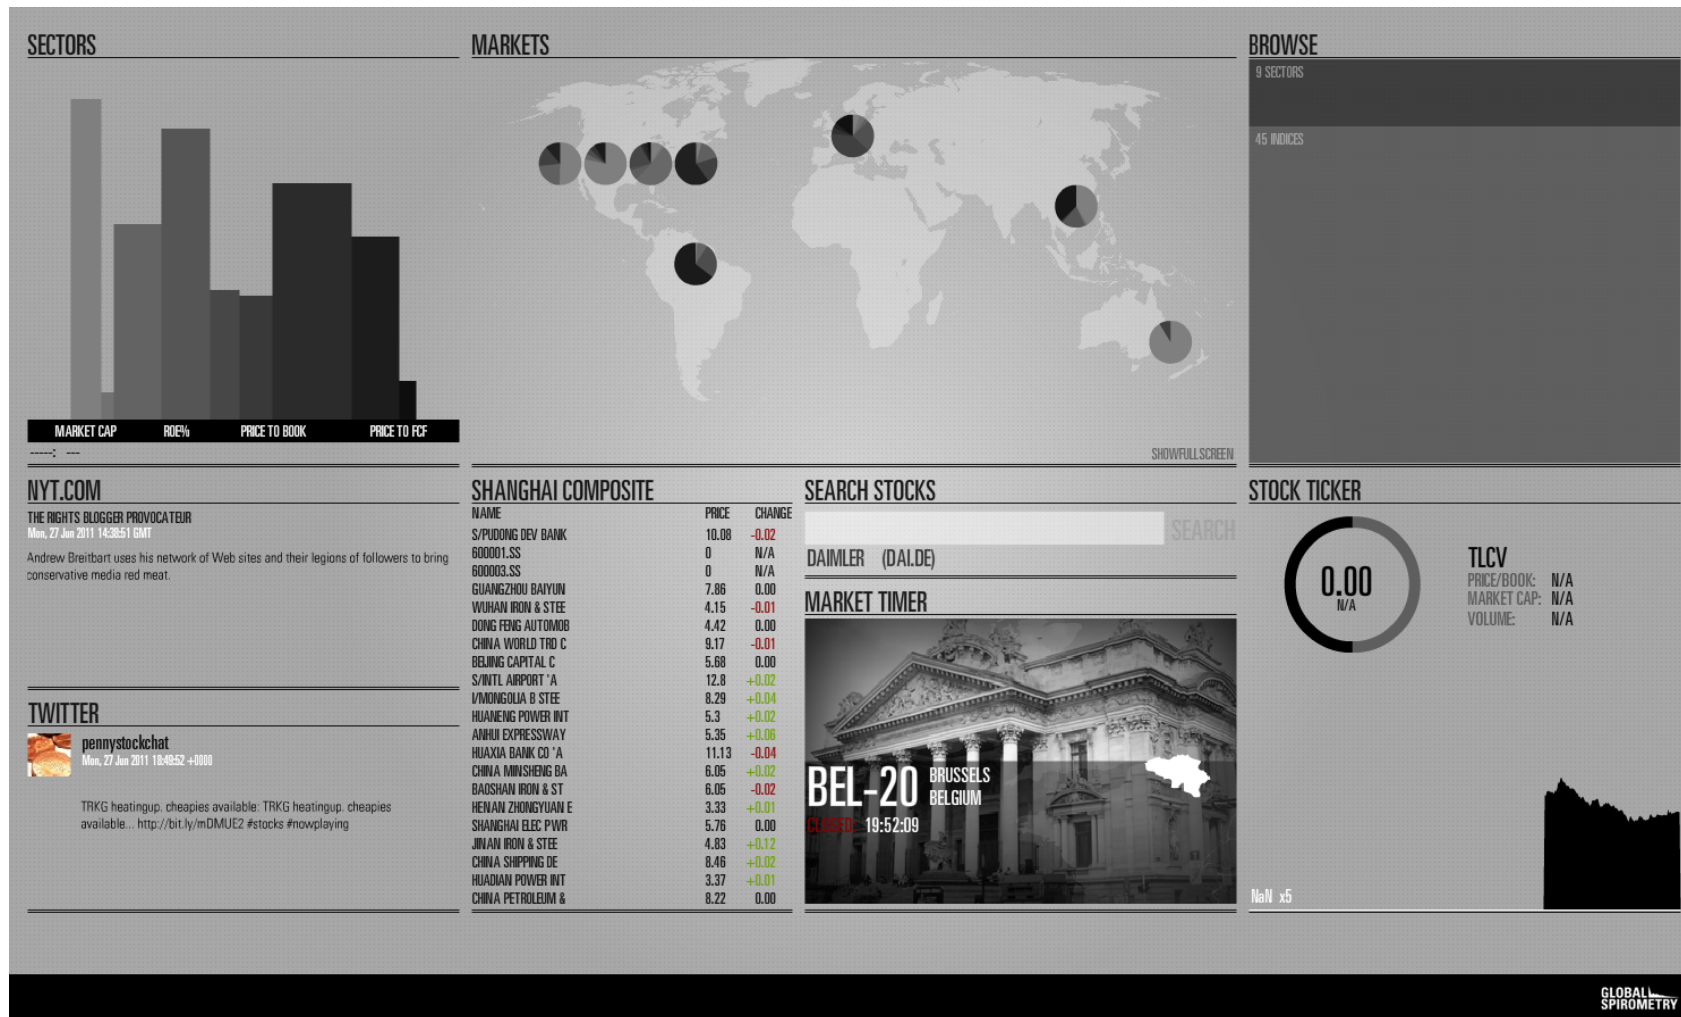 SECTORS
MARKET CAP ROE% PRICE TO BOOK PRICE TO FCF
-----: ---
MARKETS
SHOWFULLSCREEN
BROWSE
9 SECTORS
45 INDICES
NYT.COM
THE RIGHTS BLOGGER PROVOCATEUR
Mon, 27 Jun 2011 14:38:51 GMT
Andrew Breitbart uses his network of Web sites and their legions of followers to bring
conservative media red meat.
TWITTER
pennystockchat
Mon, 27 Jun 2011 18:49:52 +0000
TRKG heatingup. cheapies available: TRKG heatingup. cheapies
available... http://bit.ly/mDMUE2 #stocks #nowplaying
SHANGHAI COMPOSITE
NAME PRICE CHANGE
S/PUDONG DEV BANK 10.08 -0.02
600001.SS 0 N/A
600003.SS 0 N/A
GUANGZHOU BAIYUN 7.86 0.00
WUHAN IRON & STEE 4.15 -0.01
DONG FENG AUTOMOB 4.42 0.00
CHINA WORLD TRD C 9.17 -0.01
BEIJING CAPITAL C 5.68 0.00
S/INTL AIRPORT 'A 12.8 +0.02
I/MONGOLIA B STEE 8.29 +0.04
HUANENG POWER INT 5.3 +0.02
ANHUI EXPRESSWAY 5.35 +0.06
HUAXIA BANK CO 'A 11.13 -0.04
CHINA MINSHENG BA 6.05 +0.02
BAOSHAN IRON & ST 6.05 -0.02
HENAN ZHONGYUAN E 3.33 +0.01
SHANGHAI ELEC PWR 5.76 0.00
JINAN IRON & STEE 4.83 +0.12
CHINA SHIPPING DE 8.46 +0.02
HUADIAN POWER INT 3.37 +0.01
CHINA PETROLEUM & 8.22 0.00
SEARCH STOCKS
SEARCH
DAIMLER (DAI.DE)
MARKET TIMER
BEL-20 BRUSSELS
BELGIUM
CLOSED: 19:52:09
STOCK TICKER
0.00
N/A
TLCV
PRICE/BOOK: N/A
MARKET CAP: N/A
VOLUME: N/A
NaN x5
GLOBAL
SPIROMETRY